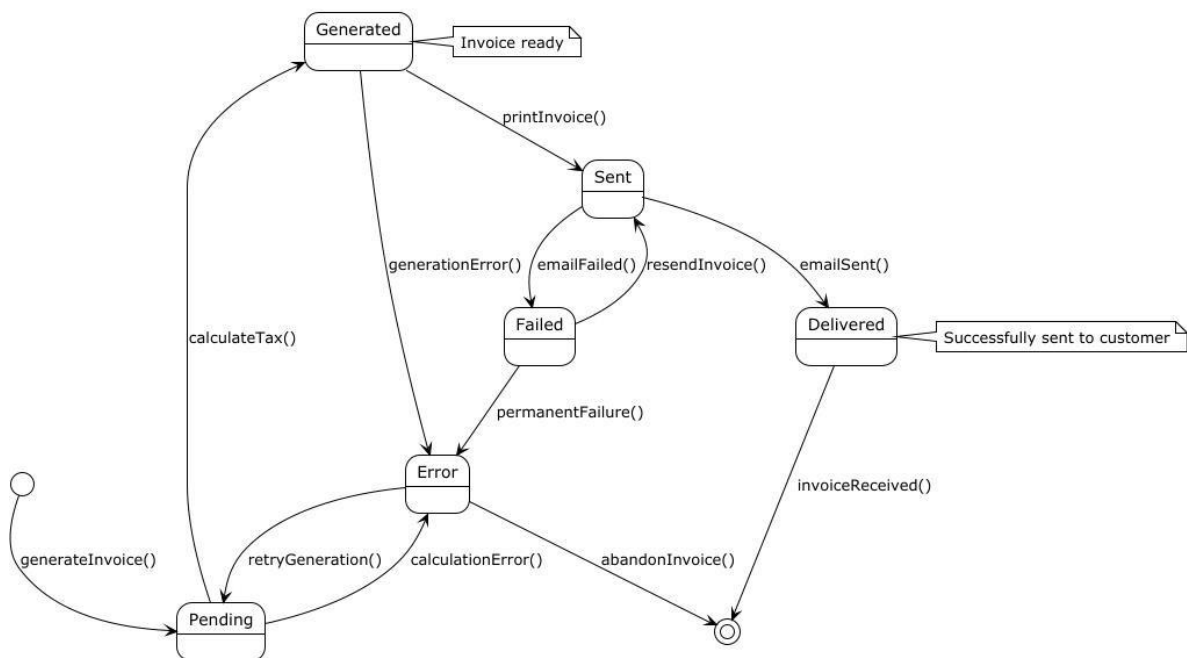 Generated
Invoice ready
printInvoice()
Sent
generationError()
emailFailed()
resendInvoice()
emailSent()
calculateTax()
Failed
Delivered
Successfully sent to customer
permanentFailure()
Error
invoiceReceived()
generateInvoice()
retryGeneration()
calculationError()
abandonInvoice()
Pending